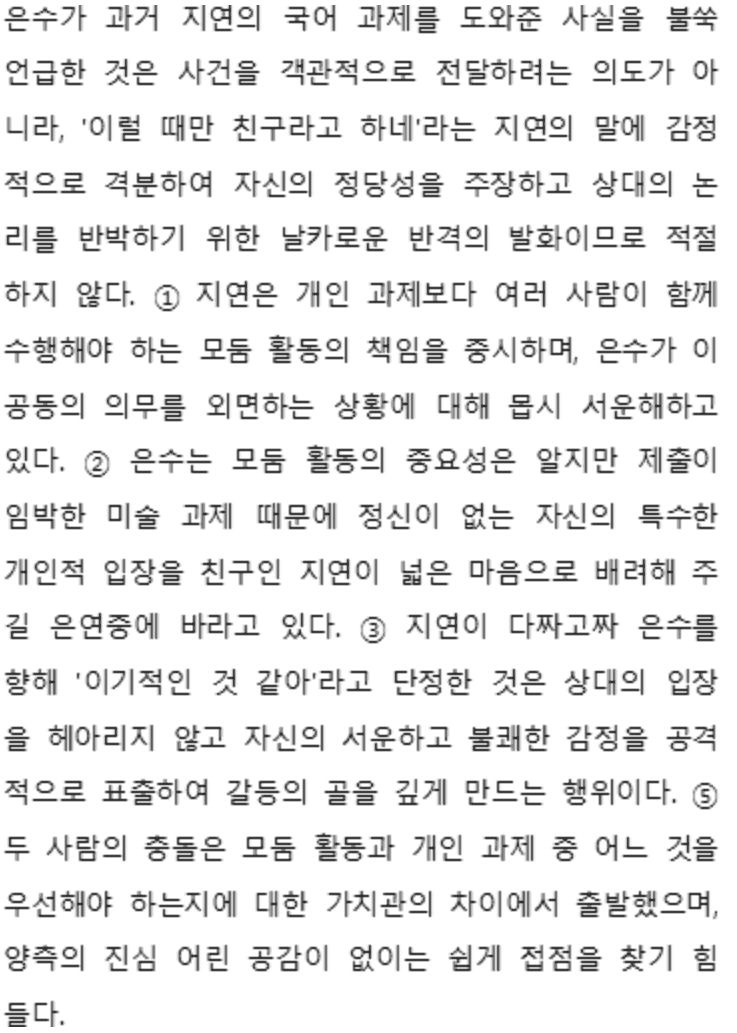 은수가 과거 지연의 국어 과제를 도와준 사실을 불쑥
언급한 것은 사건을 객관적으로 전달하려는 의도가 아
니라, '이럴 때만 친구라고 하네'라는 지연의 말에 감정
적으로 격분하여 자신의 정당성을 주장하고 상대의 논
리를 반박하기 위한 날카로운 반격의 발화이므로 적절
하지 않다. ① 지연은 개인 과제보다 여러 사람이 함께
수행해야 하는 모둠 활동의 책임을 중시하며, 은수가 이
공동의 의무를 외면하는 상황에 대해 몹시 서운해하고
있다. ② 은수는 모둠 활동의 중요성은 알지만 제출이
임박한 미술 과제 때문에 정신이 없는 자신의 특수한
개인적 입장을 친구인 지연이 넓은 마음으로 배려해 주
길 은연중에 바라고 있다. ③ 지연이 다짜고짜 은수를
향해 '이기적인 것 같아'라고 단정한 것은 상대의 입장
을 헤아리지 않고 자신의 서운하고 불쾌한 감정을 공격
적으로 표출하여 갈등의 골을 깊게 만드는 행위이다. ⑤
두 사람의 충돌은 모둠 활동과 개인 과제 중 어느 것을
우선해야 하는지에 대한 가치관의 차이에서 출발했으며,
양측의 진심 어린 공감이 없이는 쉽게 접점을 찾기 힘
들다.